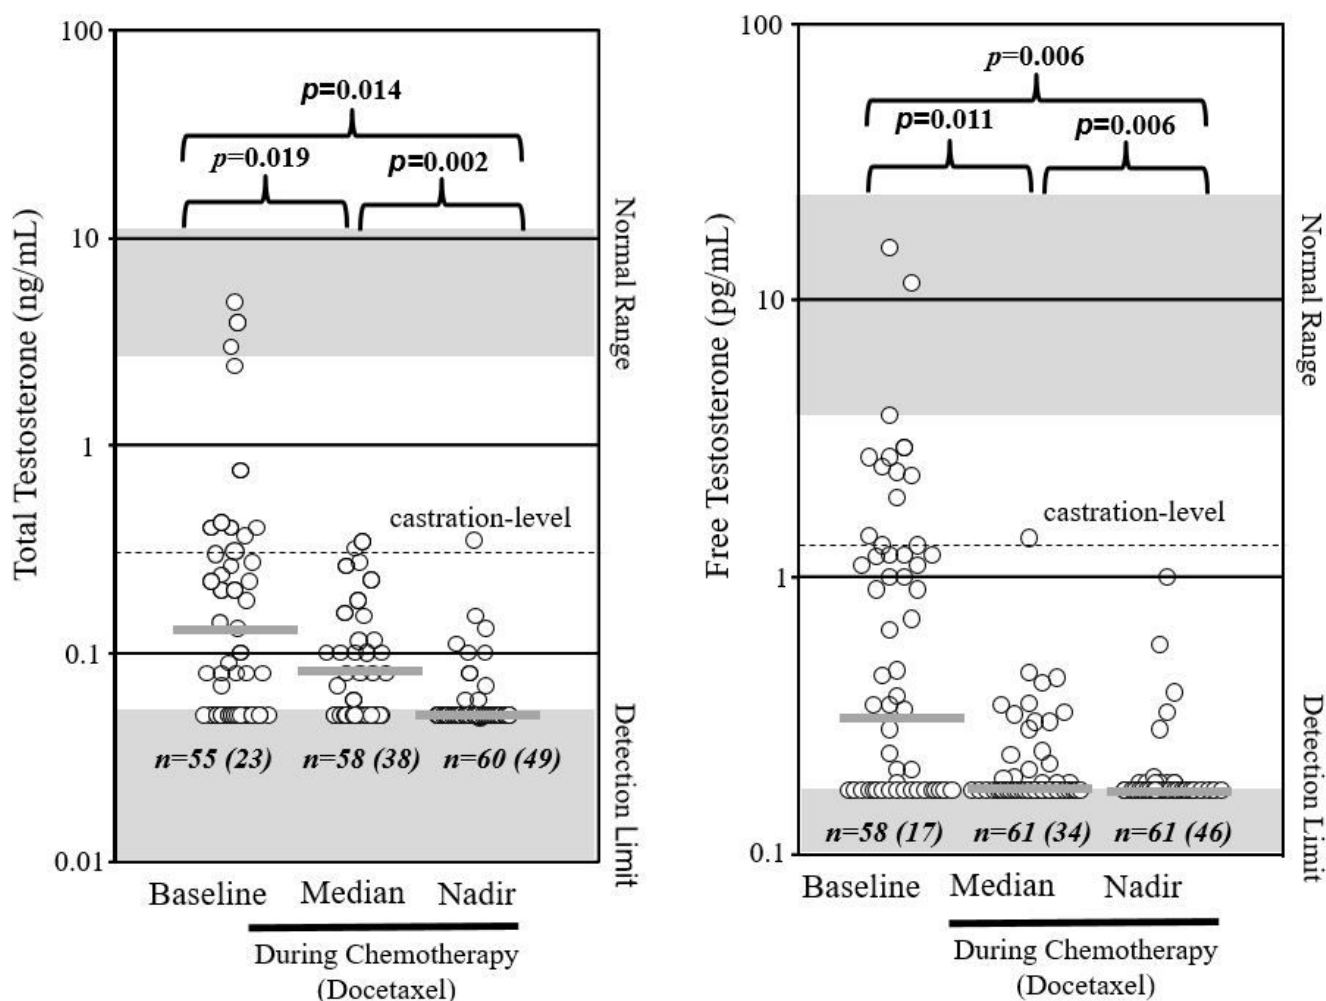 100
p=0.014
p=0.019
p=0.002
10
1
castration-level
0.1
n=55 (23)
n=58 (38)
n=60 (49)
0.01
Total Testosterone (ng/mL)
Normal Range
Detection Limit
Baseline
Median
Nadir
During Chemotherapy
(Docetaxel)
100
p=0.006
p=0.011
p=0.006
10
castration-level
1
n=58 (17)
n=61 (34)
n=61 (46)
0.1
Free Testosterone (pg/mL)
Normal Range
Detection Limit
Baseline
Median
Nadir
During Chemotherapy
(Docetaxel)